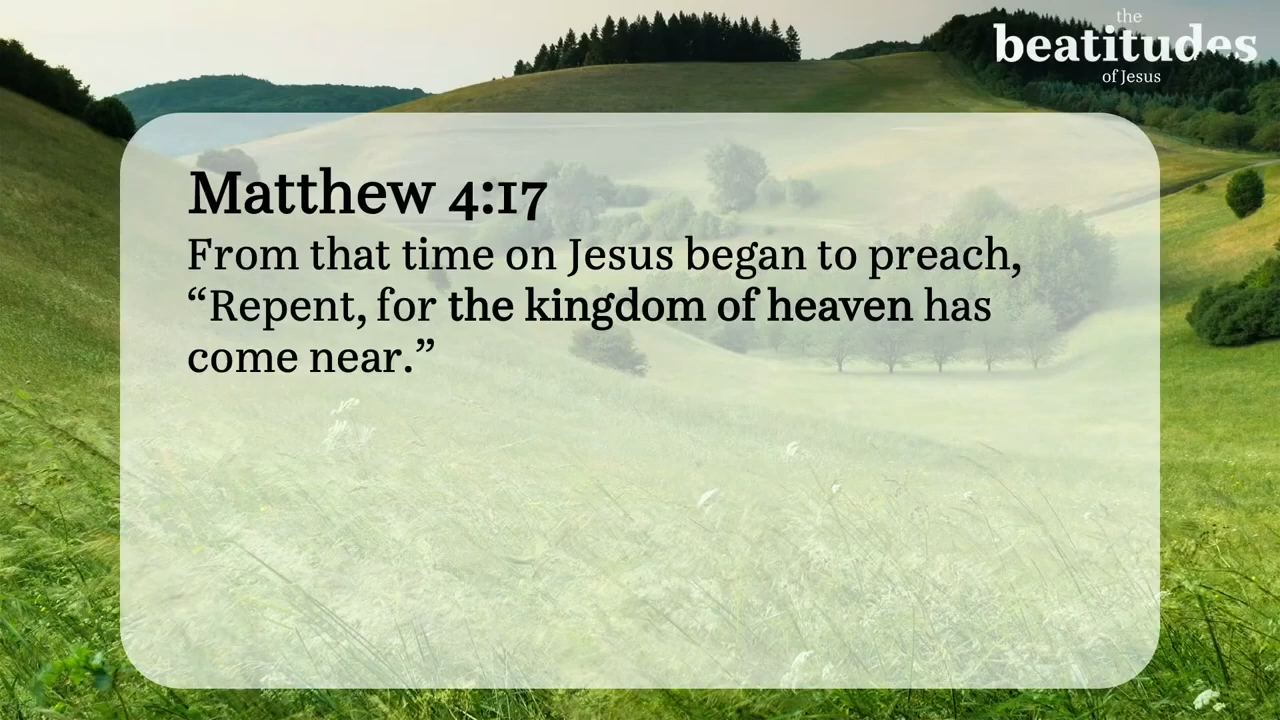 the
beatitudes
of Jesus
Matthew 4:17
From that time on Jesus began to preach,
“Repent, for the kingdom of heaven has
come near.”